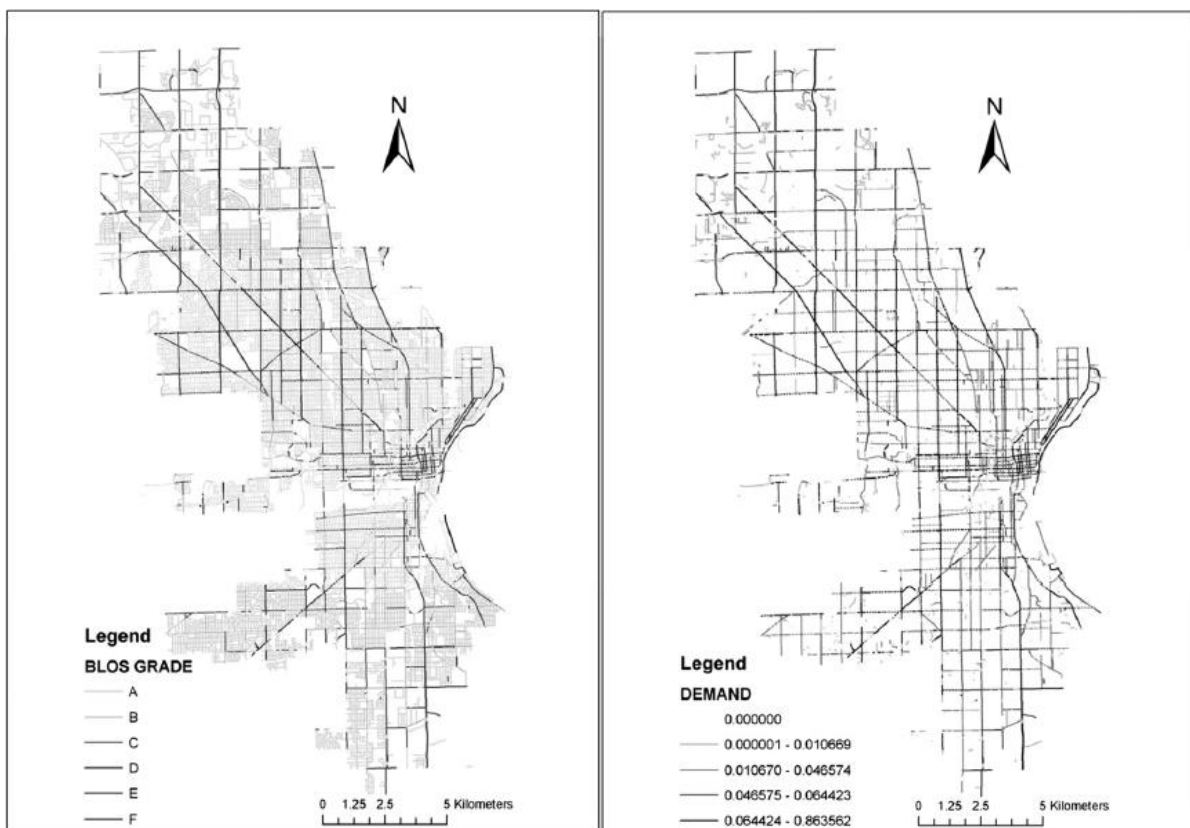 N
Legend
BLOS GRADE
A
B
C
D
E
F
0 1.25 2.5 5 Kilometers
N
Legend
DEMAND
0.000000
0.000001 - 0.010669
0.010670 - 0.046574
0.046575 - 0.064423
0.064424 - 0.863562
0 1.25 2.5 5 Kilometers